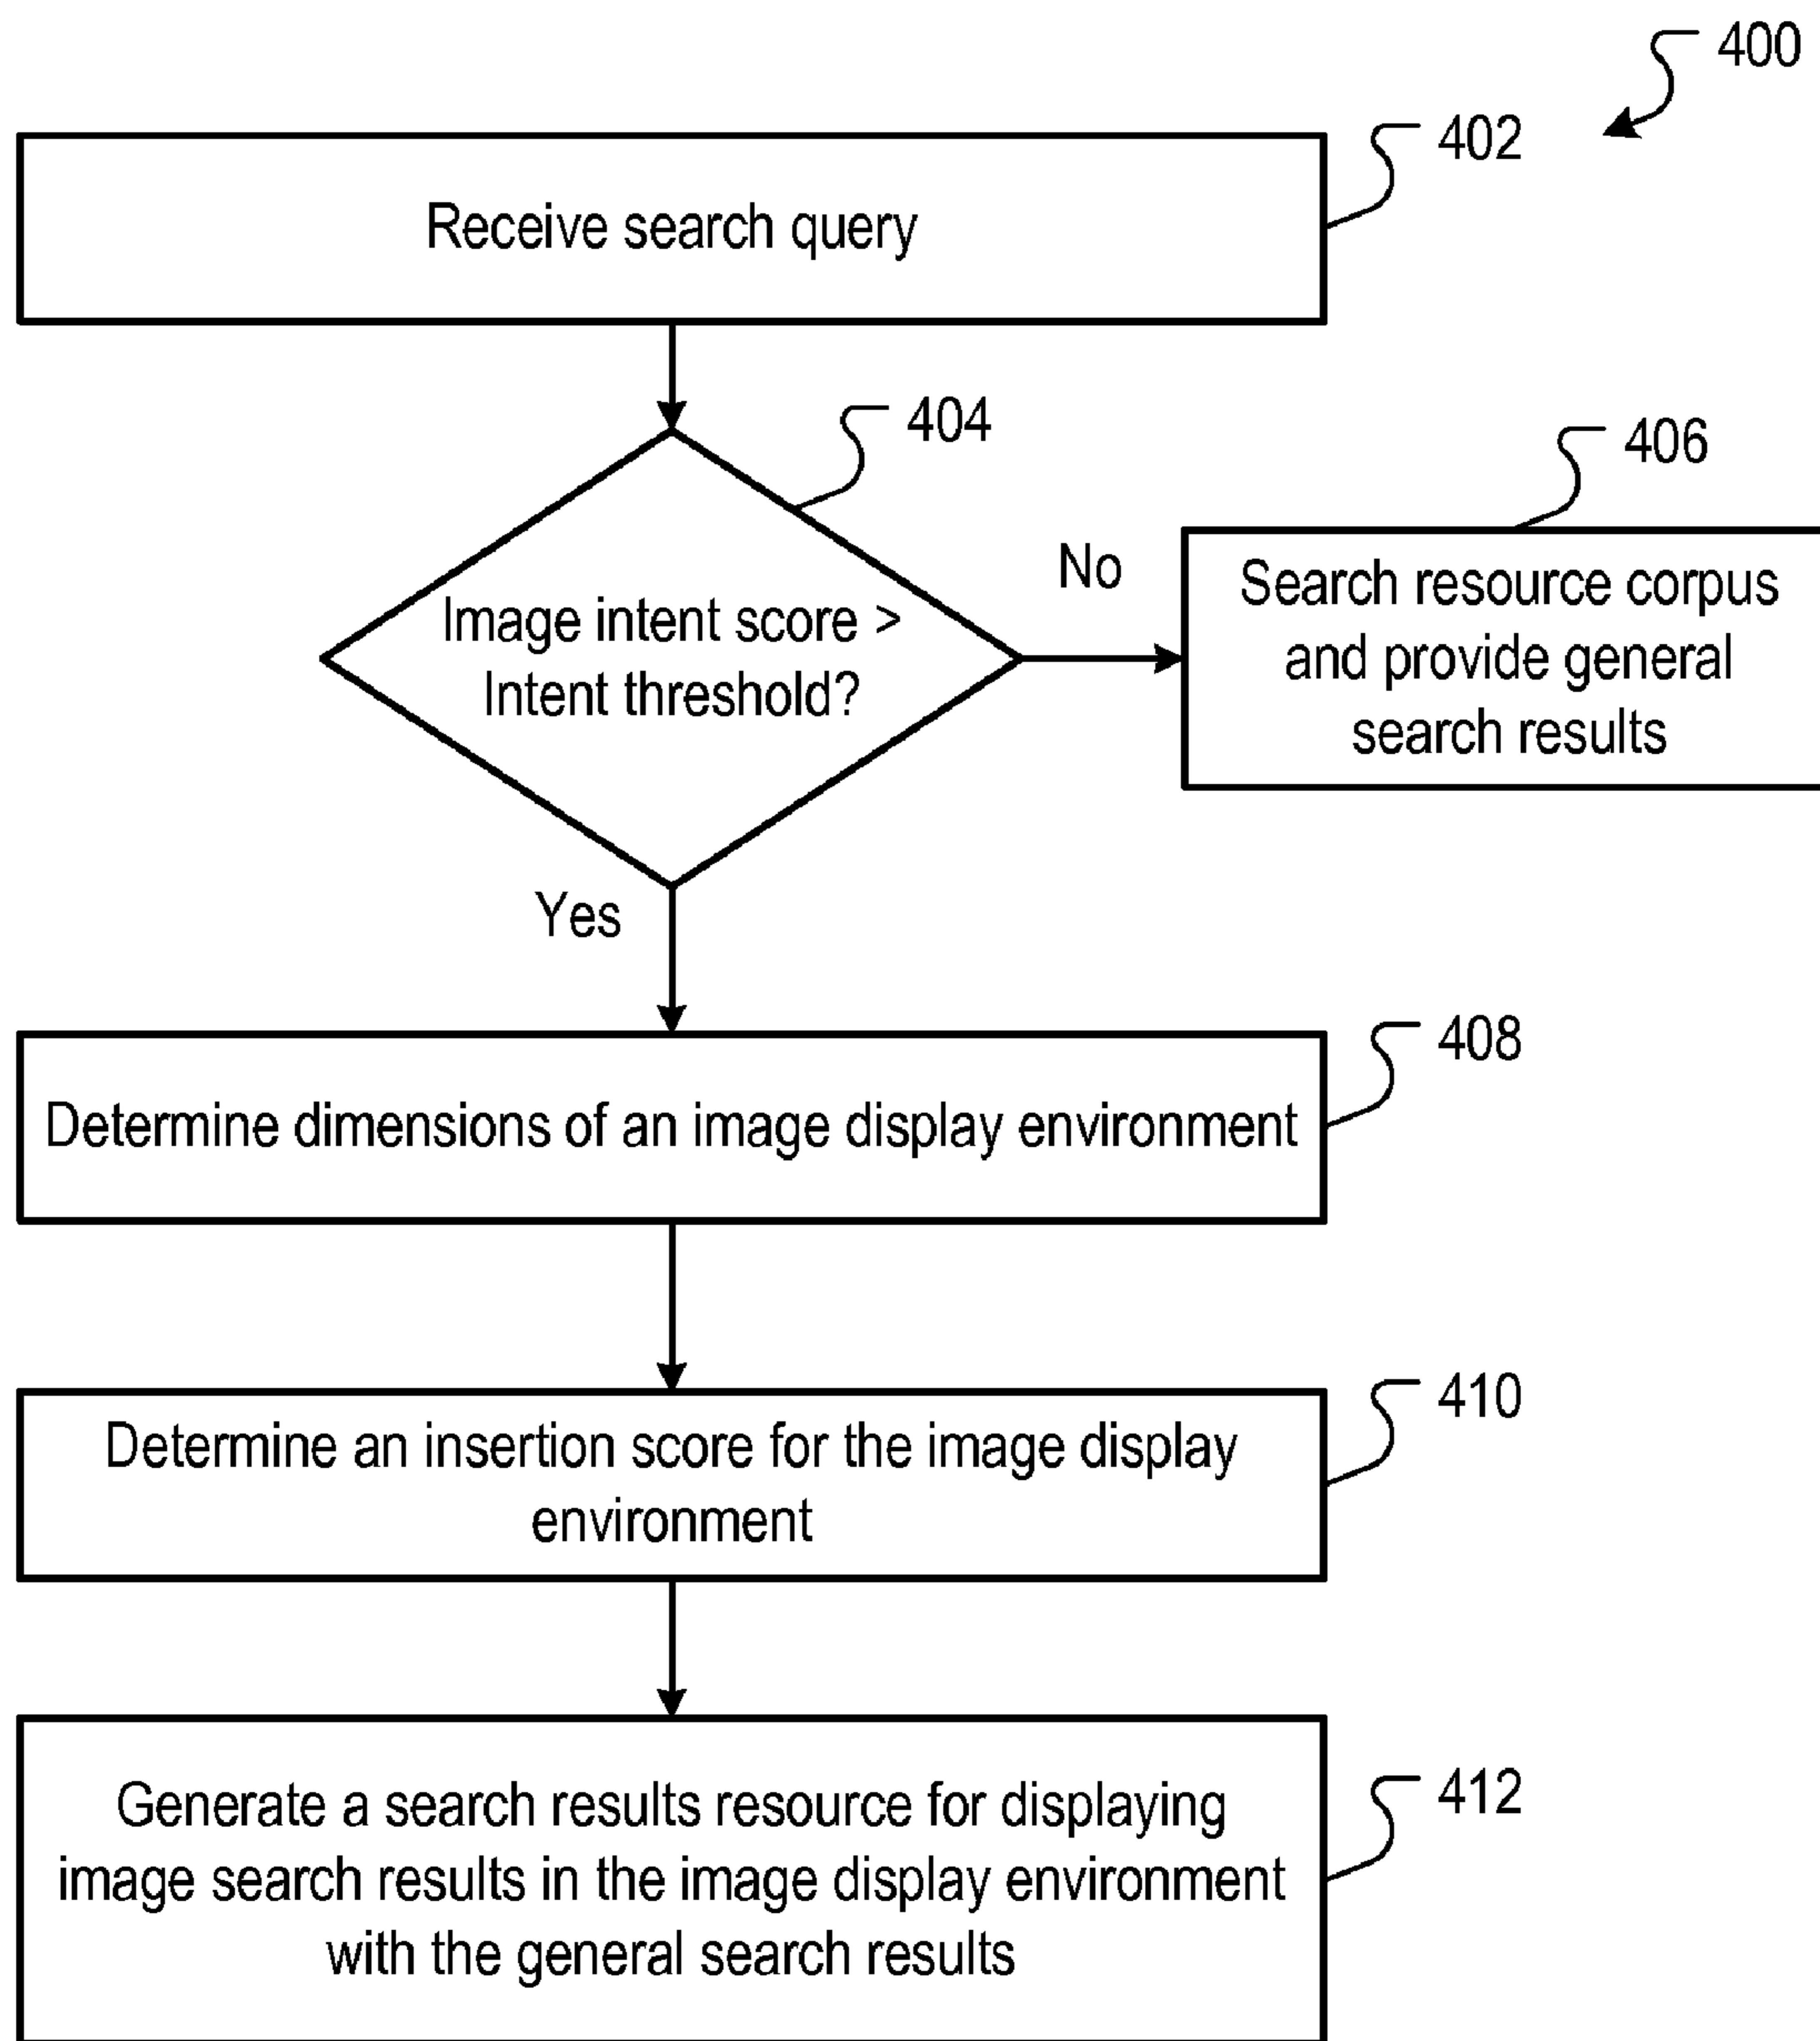 400
402
Receive search query
404
406
Image intent score >
Intent threshold?
No
Search resource corpus
and provide general
search results
Yes
408
Determine dimensions of an image display environment
410
Determine an insertion score for the image display
environment
412
Generate a search results resource for displaying
image search results in the image display environment
with the general search results